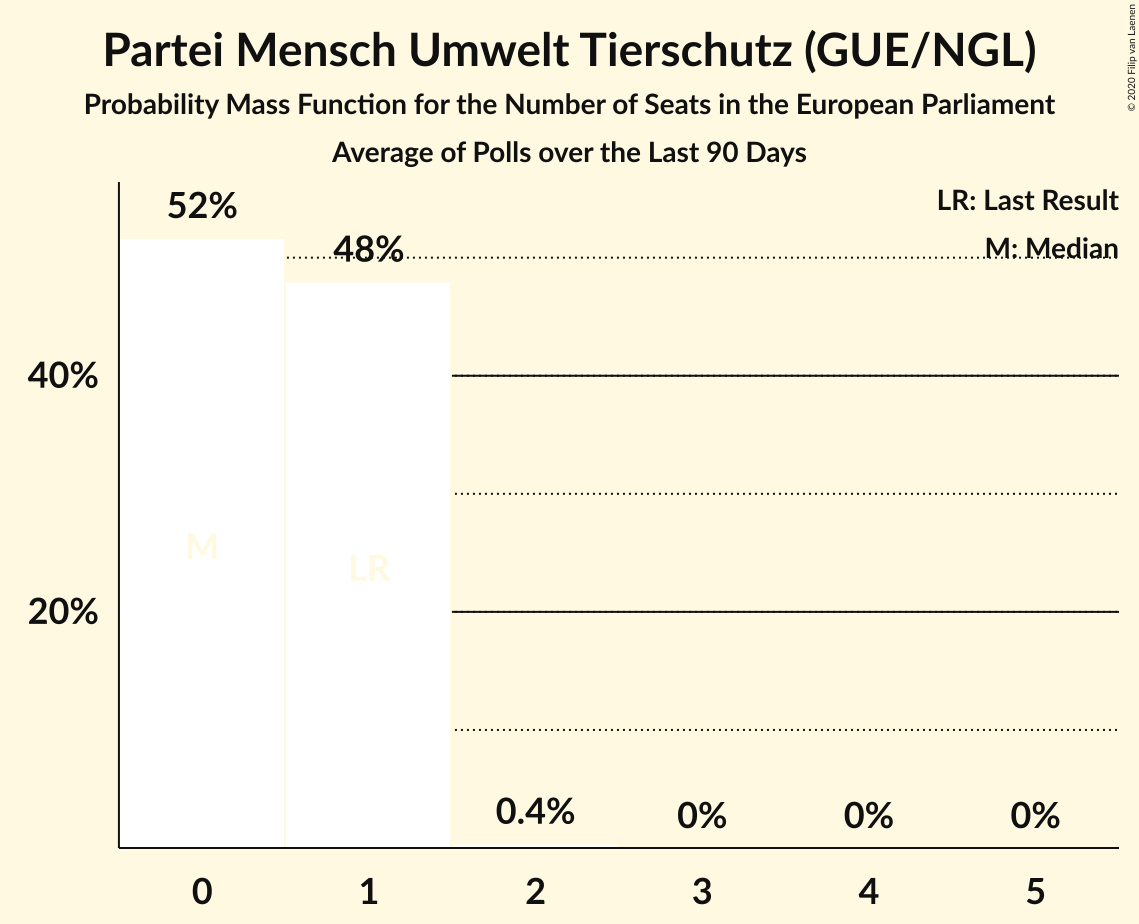 Partei Mensch Umwelt Tierschutz (GUE/NGL)
Probability Mass Function for the Number of Seats in the European Parliament
Average of Polls over the Last 90 Days
© 2020 Filip van Laenen
LR: Last Result
M: Median
52%
48%
40%
20%
M
LR
0.4%
0%
0%
0%
0
1
2
3
4
5